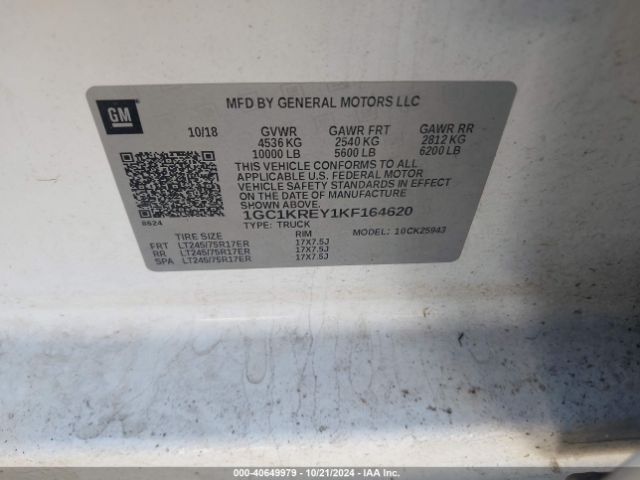 GM
MFD BY GENERAL MOTORS LLC
10/18 GVWR GAWR FRT GAWR RR
4536 KG 2540 KG 2812 KG
10000 LB 5600 LB 6200 LB
THIS VEHICLE CONFORMS TO ALL
APPLICABLE U.S. FEDERAL MOTOR
VEHICLE SAFETY STANDARDS IN EFFECT
ON THE DATE OF MANUFACTURE
SHOWN ABOVE.
1GC1KREY1KF164620
6624 TYPE: TRUCK
TIRE SIZE RIM MODEL: 10CK25943
FRT LT245/75R17ER 17X7.5J
RR LT245/75R17ER 17X7.5J
SPA LT245/75R17ER 17X7.5J
000-40649979 - 10/21/2024 - IAA Inc.